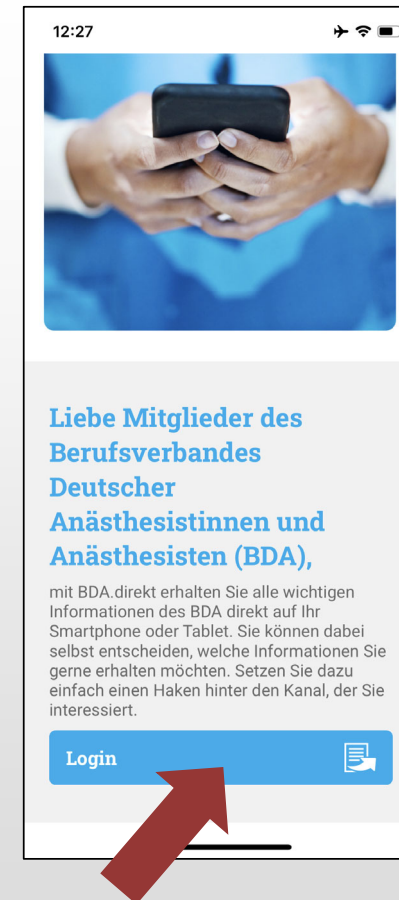 12:27
Liebe Mitglieder des
Berufsverbandes
Deutscher
Anästhesistinnen und
Anästhesisten (BDA),
mit BDA.direkt erhalten Sie alle wichtigen
Informationen des BDA direkt auf Ihr
Smartphone oder Tablet. Sie können dabei
selbst entscheiden, welche Informationen Sie
gerne erhalten möchten. Setzen Sie dazu
einfach einen Haken hinter den Kanal, der Sie
interessiert.
Login